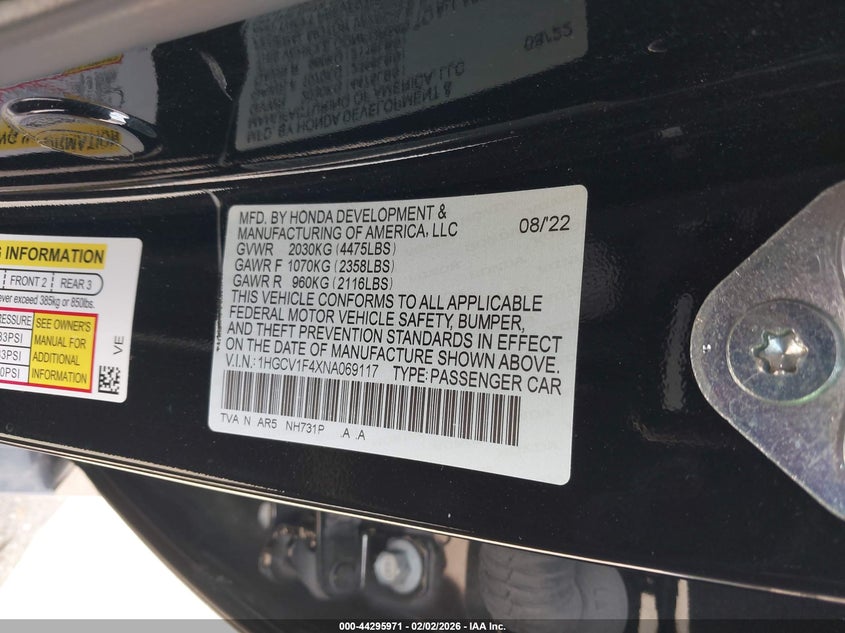 MFD. BY HONDA DEVELOPMENT &
MANUFACTURING OF AMERICA, LLC 08/'22
GVWR 2030KG (4475LBS)
GAWR F 1070KG (2358LBS)
GAWR R 960KG (2116LBS)
THIS VEHICLE CONFORMS TO ALL APPLICABLE
FEDERAL MOTOR VEHICLE SAFETY, BUMPER,
AND THEFT PREVENTION STANDARDS IN EFFECT
ON THE DATE OF MANUFACTURE SHOWN ABOVE.
V.I.N.: 1HGCV1F4XNA069117 TYPE: PASSENGER CAR
TVA N AR5 NH731P .A .A
INFORMATION
FRONT 2 REAR 3
exceed 385kg or 850lbs.
SEE OWNER'S
MANUAL FOR
ADDITIONAL
INFORMATION
VE
000-44295971 - 02/02/2026 - IAA Inc.